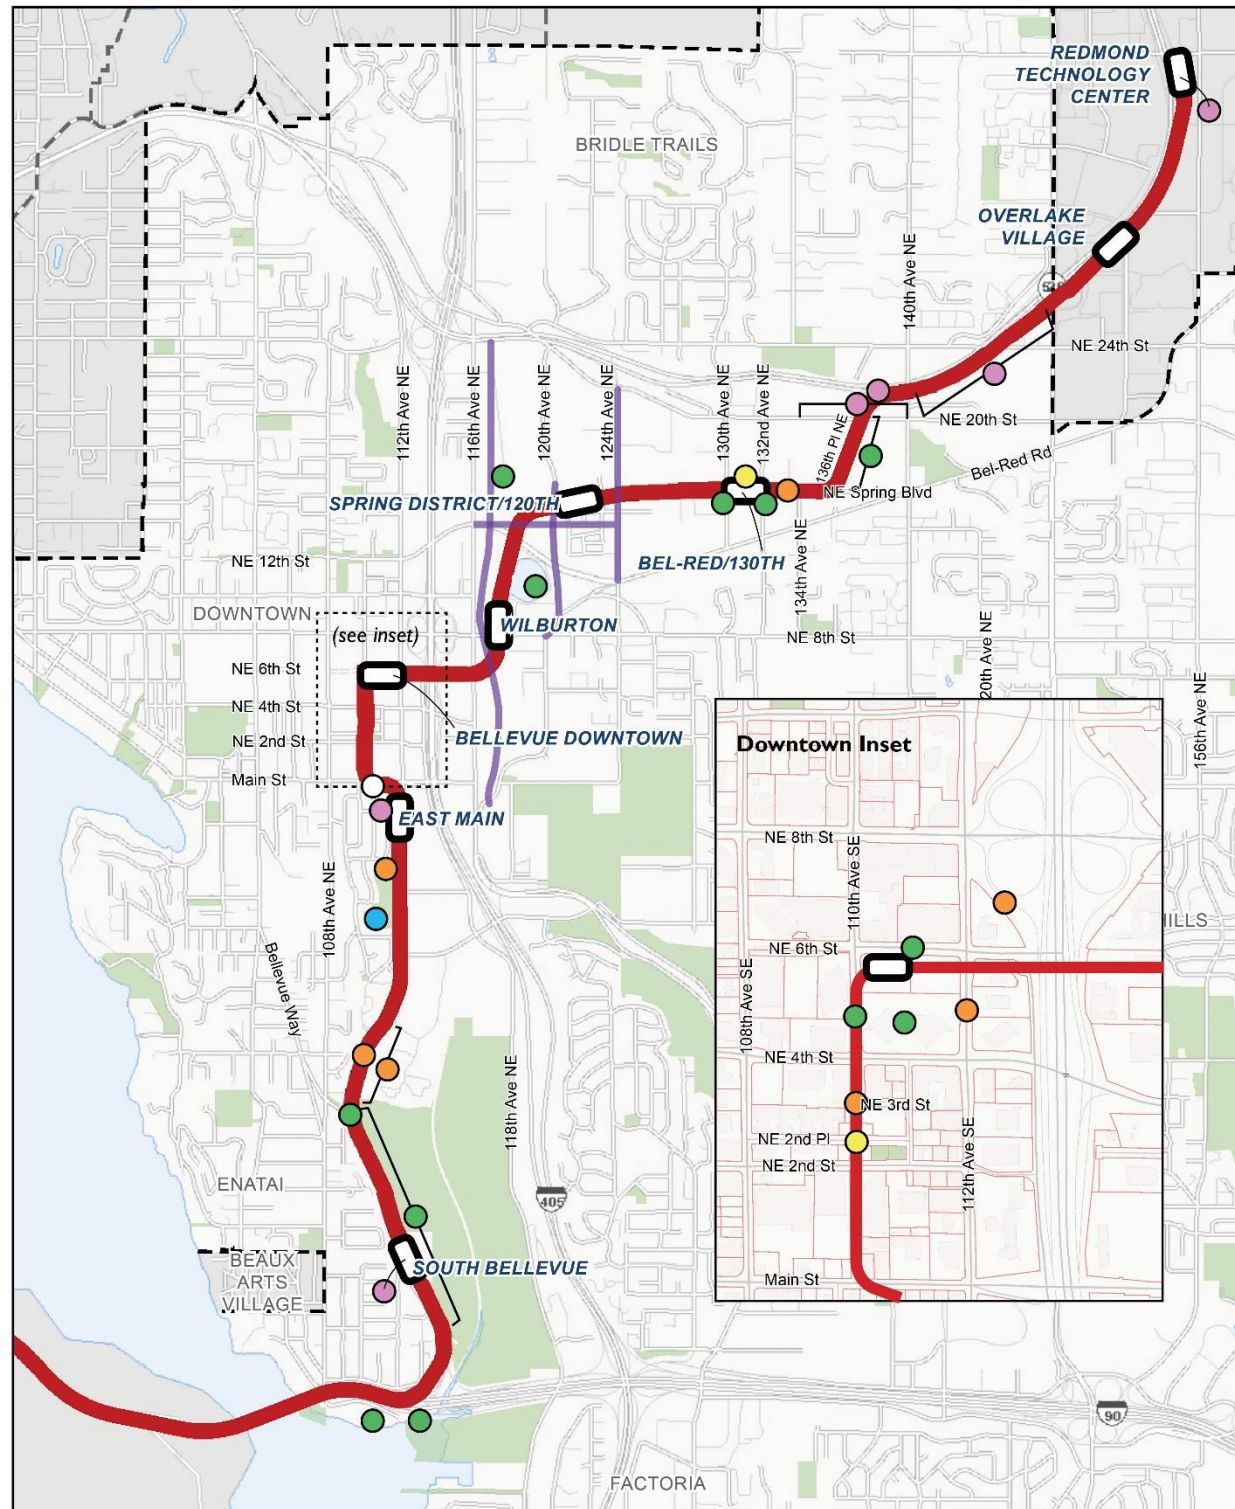 REDMOND
TECHNOLOGY
CENTER
BRIDLE TRAILS
OVERLAKE
VILLAGE
140th Ave NE
NE 24th St
112th Ave NE
116th Ave NE
120th Ave NE
124th Ave NE
130th Ave NE
132nd Ave NE
136th Pl NE
NE 20th St
Bel-Red Rd
NE Spring Blvd
SPRING DISTRICT/120TH
BEL-RED/130TH
134th Ave NE
NE 12th St
DOWNTOWN
WILBURTON
(see inset)
NE 8th St
NE 6th St
20th Ave NE
156th Ave NE
NE 4th St
NE 2nd St
BELLEVUE DOWNTOWN
Main St
EAST MAIN
108th Ave NE
Bellevue Way
118th Ave NE
Downtown Inset
NE 8th St
110th Ave SE
NE 6th St
108th Ave SE
NE 4th St
NE 3rd St
NE 2nd Pl
NE 2nd St
112th Ave SE
Main St
ILLS
ENATAI
405
BEAUX
ARTS
VILLAGE
SOUTH BELLEVUE
90
FACTORIA